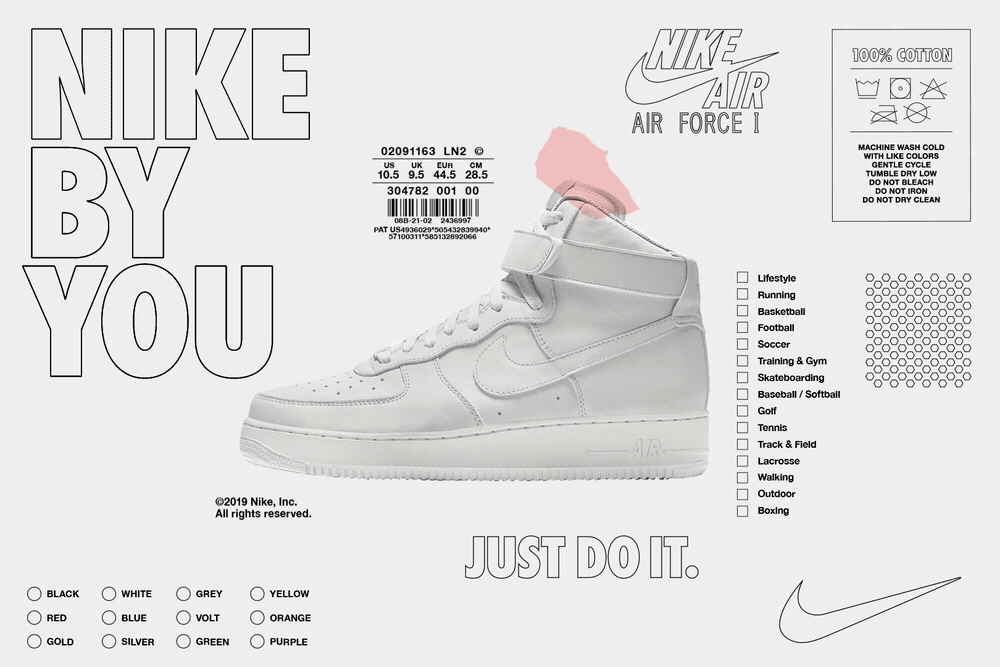 NIKE
BY
YOU
NIKE
AIR
AIR FORCE 1
100% COTTON
MACHINE WASH COLD
WITH LIKE COLORS
GENTLE CYCLE
TUMBLE DRY LOW
DO NOT BLEACH
DO NOT IRON
DO NOT DRY CLEAN
02091163 LN2 ©
US UK EUR CM
10.5 9.5 44.5 28.5
304782 001 00
08B-21-02 2436997
PAT US4936029*505432839940*
57100311*585132892066
AIR
Lifestyle
Running
Basketball
Football
Soccer
Training & Gym
Skateboarding
Baseball / Softball
Golf
Tennis
Track & Field
Lacrosse
Walking
Outdoor
Boxing
©2019 Nike, Inc.
All rights reserved.
JUST DO IT.
BLACK WHITE GREY YELLOW
RED BLUE VOLT ORANGE
GOLD SILVER GREEN PURPLE